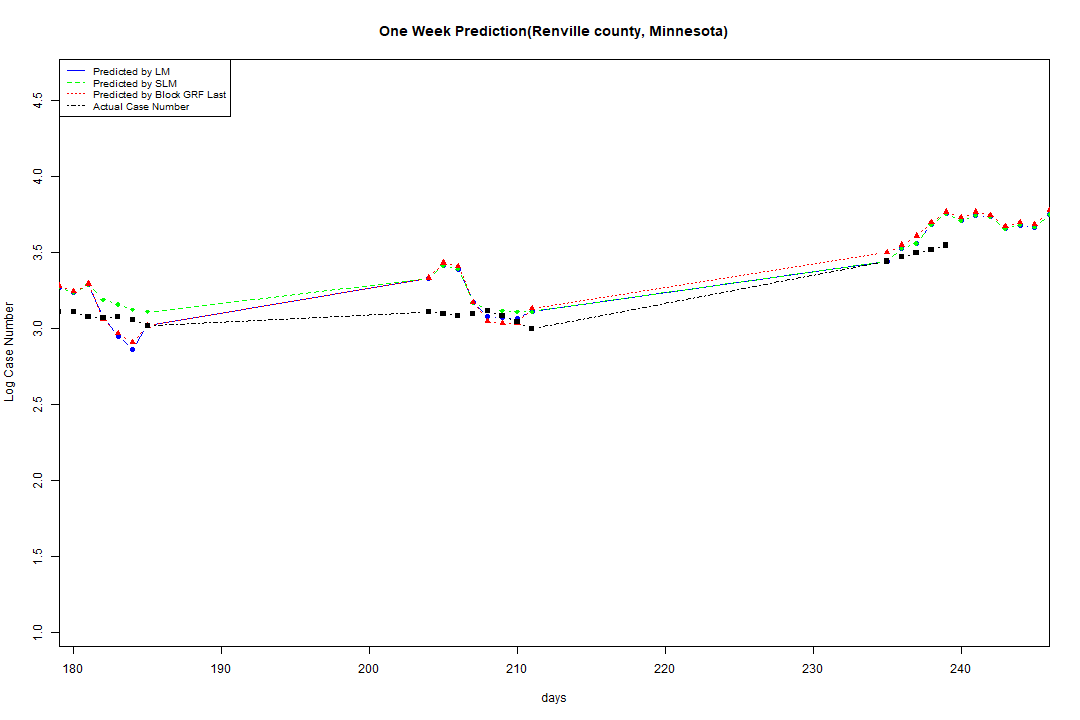 One Week Prediction(Renville county, Minnesota)
Predicted by LM
Predicted by SLM
Predicted by Block GRF Last
Actual Case Number
Log Case Number
4.5
4.0
3.5
3.0
2.5
2.0
1.5
1.0
180 190 200 210 220 230 240
days